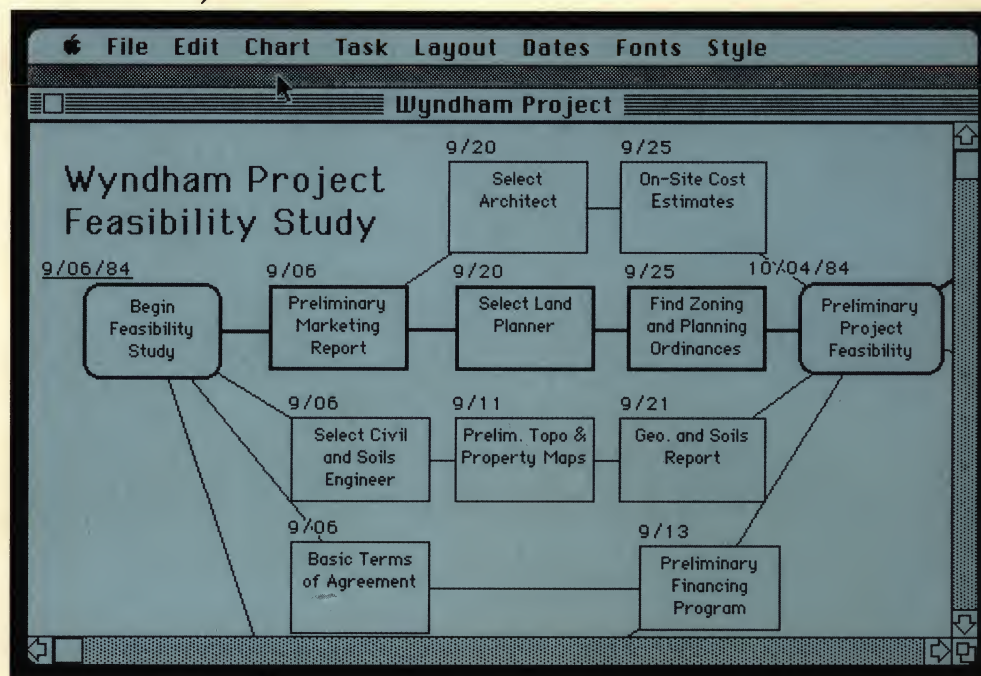 File Edit Chart Task Layout Dates Fonts Style
Wyndham Project
Wyndham Project
Feasibility Study
9/20
Select
Architect
9/25
On-Site Cost
Estimates
9/06/84
Begin
Feasibility
Study
9/06
Preliminary
Marketing
Report
9/20
Select Land
Planner
9/25
Find Zoning
and Planning
Ordinances
10/04/84
Preliminary
Project
Feasibility
9/06
Select Civil
and Soils
Engineer
9/11
Prelim. Topo &
Property Maps
9/21
Geo. and Soils
Report
9/06
Basic Terms
of Agreement
9/13
Preliminary
Financing
Program